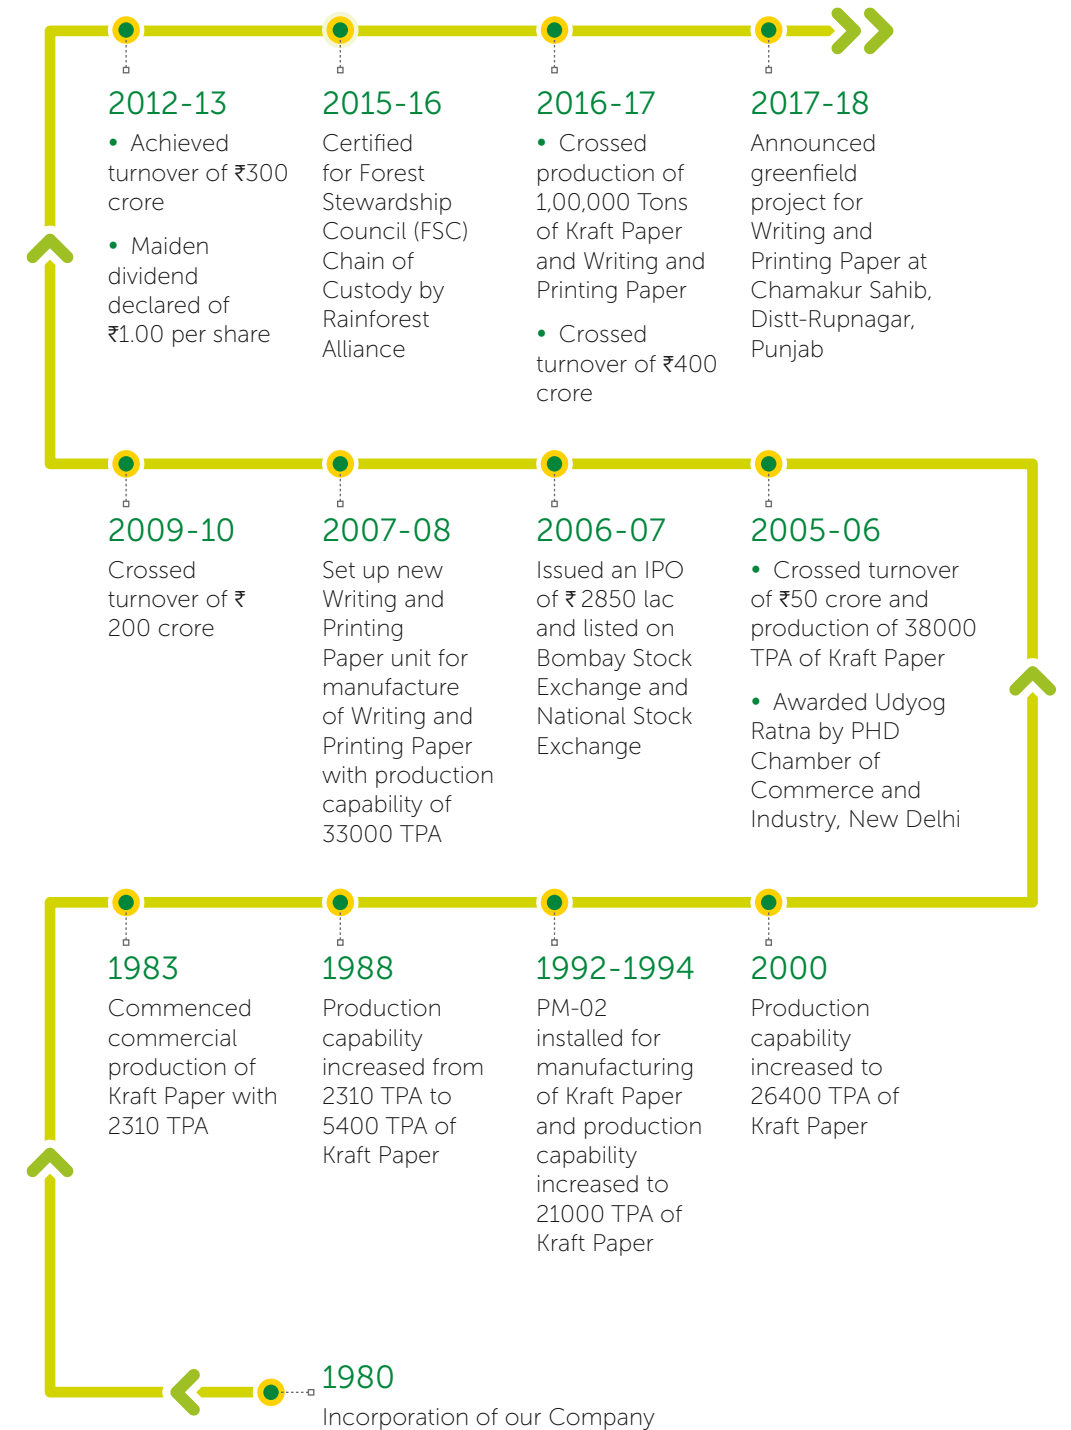 2012-13
• Achieved
turnover of ₹300
crore
• Maiden
dividend
declared of
₹1.00 per share
2015-16
Certified
for Forest
Stewardship
Council (FSC)
Chain of
Custody by
Rainforest
Alliance
2016-17
• Crossed
production of
1,00,000 Tons
of Kraft Paper
and Writing and
Printing Paper
• Crossed
turnover of ₹400
crore
2017-18
Announced
greenfield
project for
Writing and
Printing Paper at
Chamakur Sahib,
Distt-Rupnagar,
Punjab
2009-10
Crossed
turnover of ₹
200 crore
2007-08
Set up new
Writing and
Printing
Paper unit for
manufacture
of Writing and
Printing Paper
with production
capability of
33000 TPA
2006-07
Issued an IPO
of ₹ 2850 lac
and listed on
Bombay Stock
Exchange and
National Stock
Exchange
2005-06
• Crossed turnover
of ₹50 crore and
production of 38000
TPA of Kraft Paper
• Awarded Udyog
Ratna by PHD
Chamber of
Commerce and
Industry, New Delhi
1983
Commenced
commercial
production of
Kraft Paper with
2310 TPA
1988
Production
capability
increased from
2310 TPA to
5400 TPA of
Kraft Paper
1992-1994
PM-02
installed for
manufacturing
of Kraft Paper
and production
capability
increased to
21000 TPA of
Kraft Paper
2000
Production
capability
increased to
26400 TPA of
Kraft Paper
1980
Incorporation of our Company